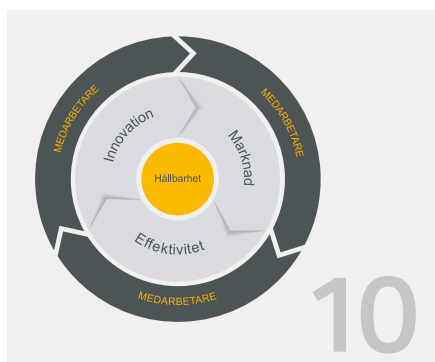 MEDARBETARE
MEDARBETARE
Innovation
Marknad
Hållbarhet
Effektivitet
MEDARBETARE
10